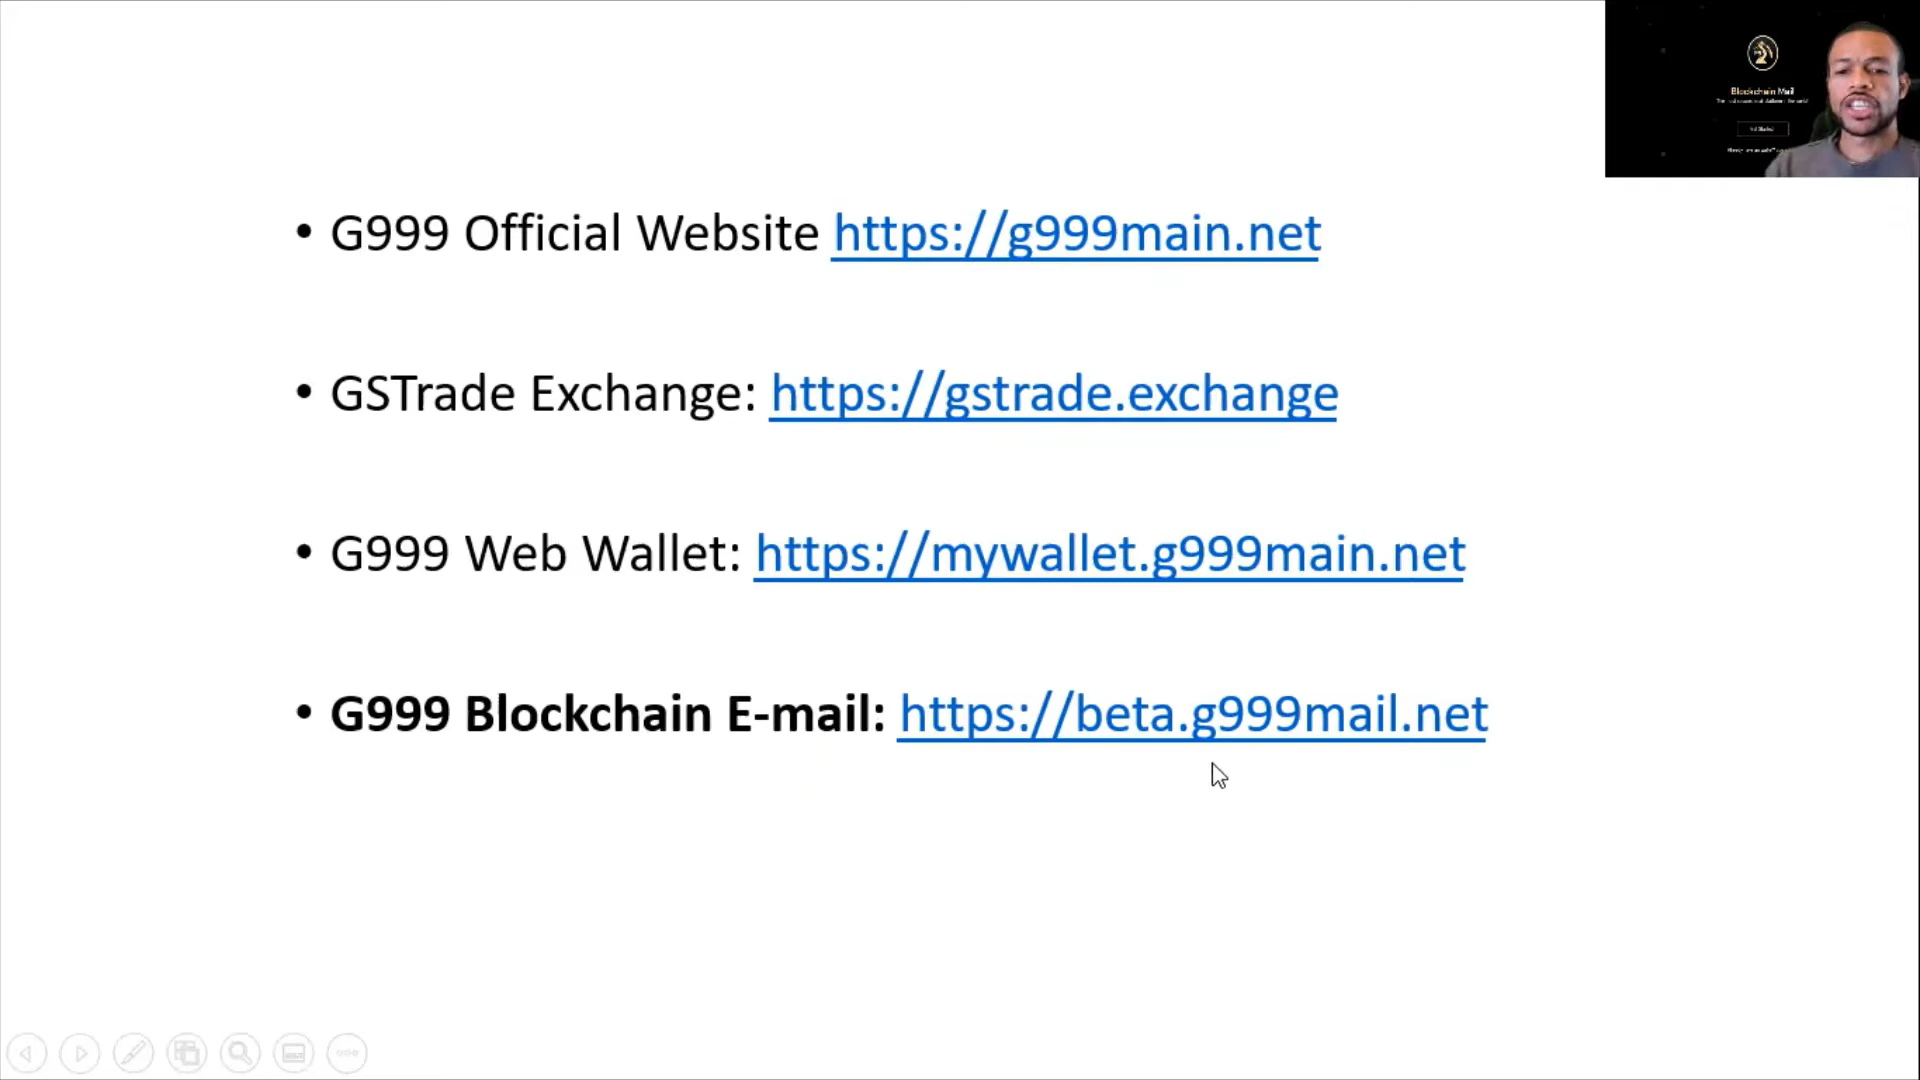 Blockchain Mail
• G999 Official Website https://g999main.net
• GSTrade Exchange: https://gstrade.exchange
• G999 Web Wallet: https://mywallet.g999main.net
• G999 Blockchain E-mail: https://beta.g999mail.net